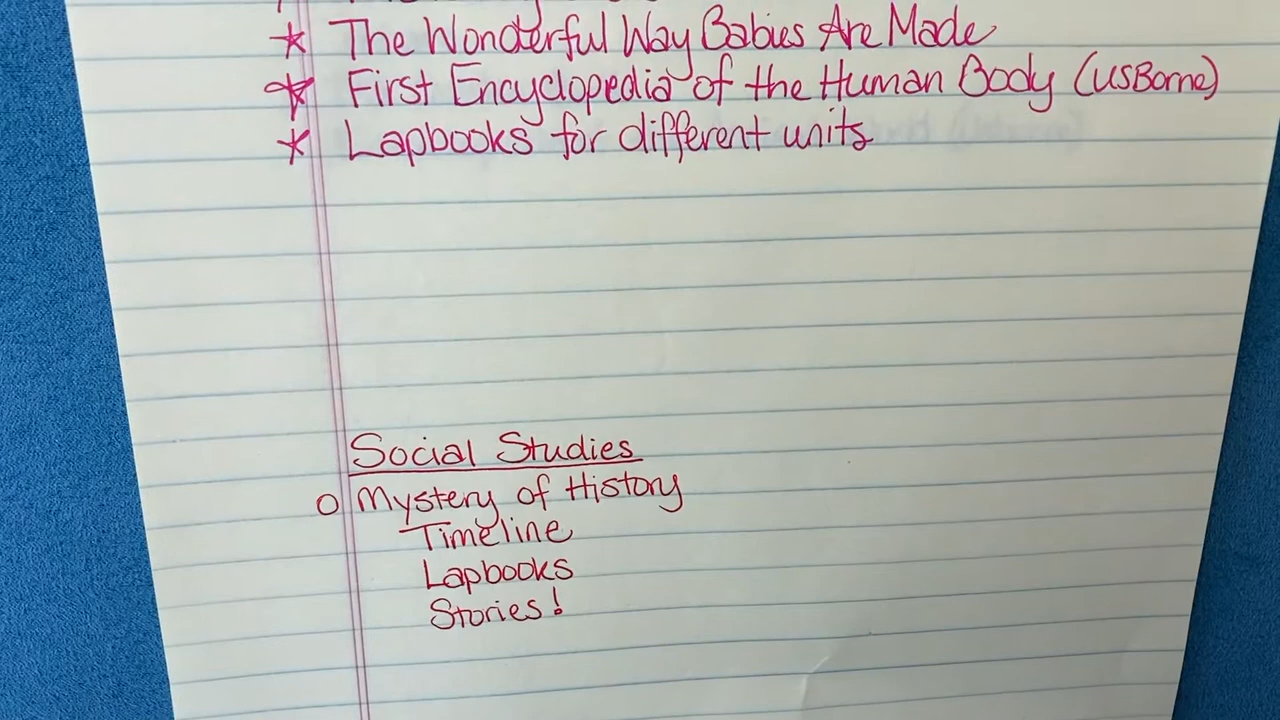 * The Wonderful Way Babies Are Made
* First Encyclopedia of the Human Body (USBorne)
* Lapbooks for different units
Social Studies
O Mystery of History
Timeline
Lapbooks
Stories!